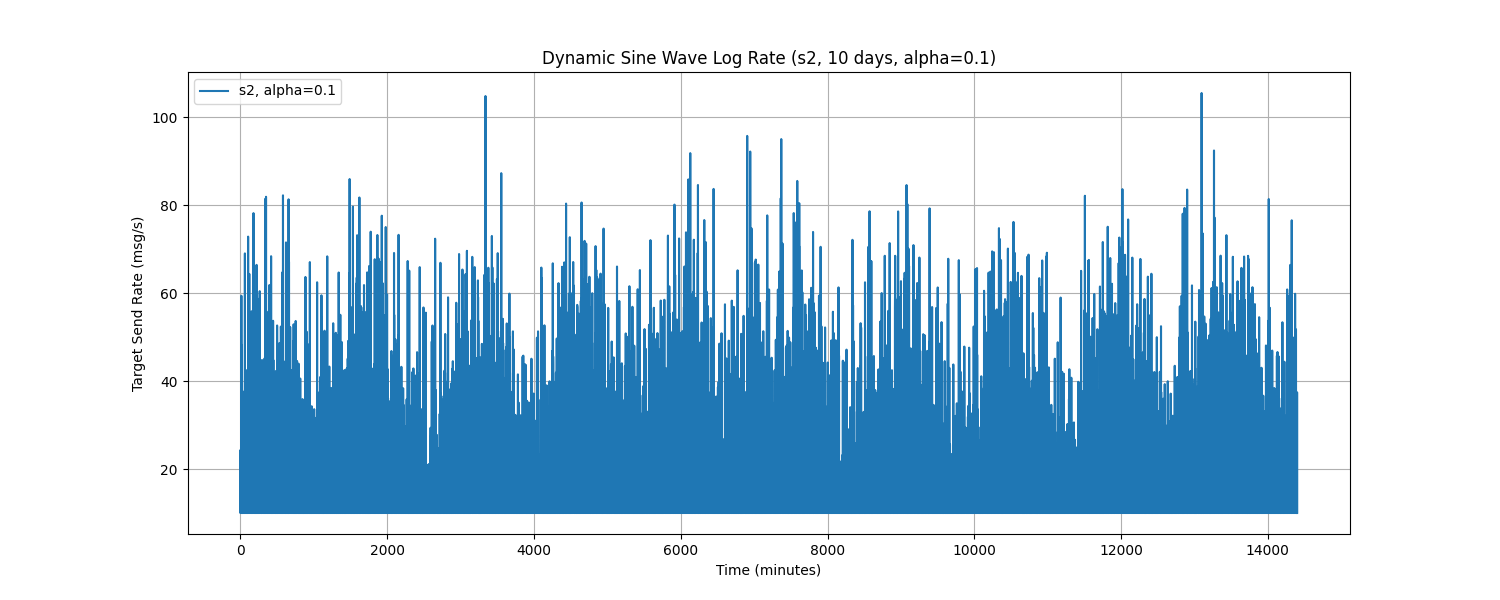 Dynamic Sine Wave Log Rate (s2, 10 days, alpha=0.1)
s2, alpha=0.1
Target Send Rate (msg/s)
100
80
60
40
20
0 2000 4000 6000 8000 10000 12000 14000
Time (minutes)